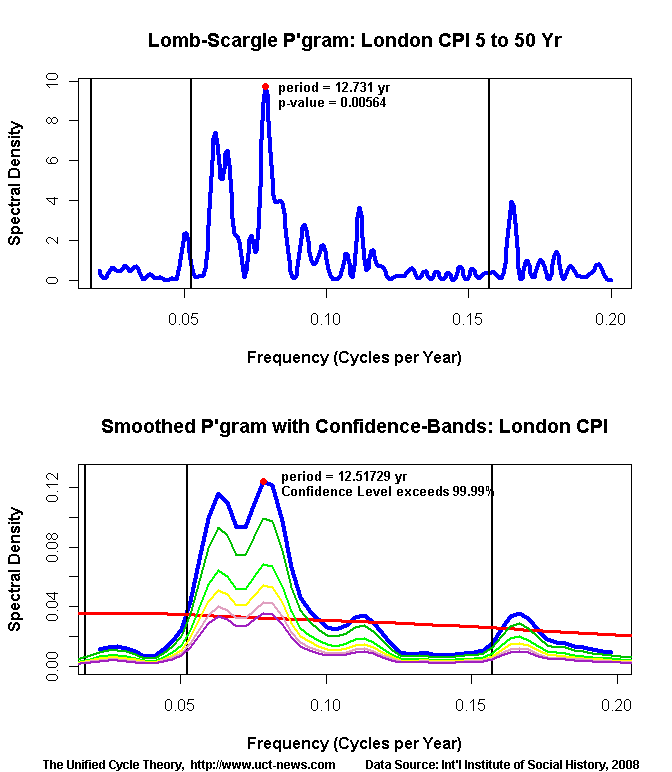 Lomb-Scargle P'gram: London CPI 5 to 50 Yr
period = 12.731 yr
p-value = 0.00564
Spectral Density
10
8
6
4
2
0
0.05 0.10 0.15 0.20
Frequency (Cycles per Year)
Smoothed P'gram with Confidence-Bands: London CPI
period = 12.51729 yr
Confidence Level exceeds 99.99%
Spectral Density
0.12
0.08
0.04
0.00
0.05 0.10 0.15 0.20
Frequency (Cycles per Year)
The Unified Cycle Theory, http://www.uct-news.com Data Source: Int'l Institute of Social History, 2008